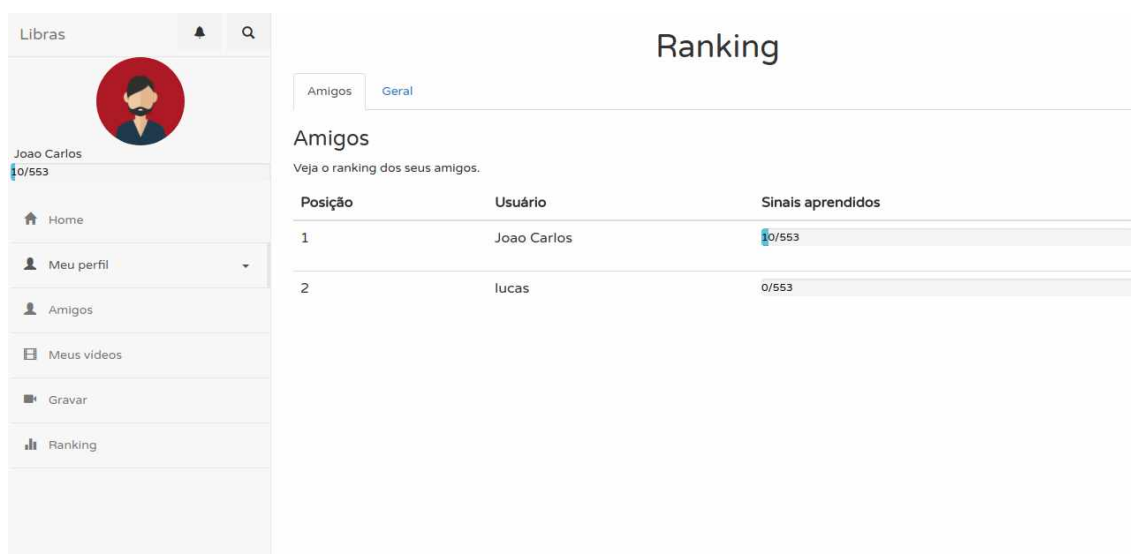 Libras
Joao Carlos
10/553
Home
Meu perfil
Amigos
Meus vídeos
Gravar
Ranking
Ranking
Amigos Geral
Amigos
Veja o ranking dos seus amigos.
Posição Usuário Sinais aprendidos
1 Joao Carlos 10/553
2 lucas 0/553